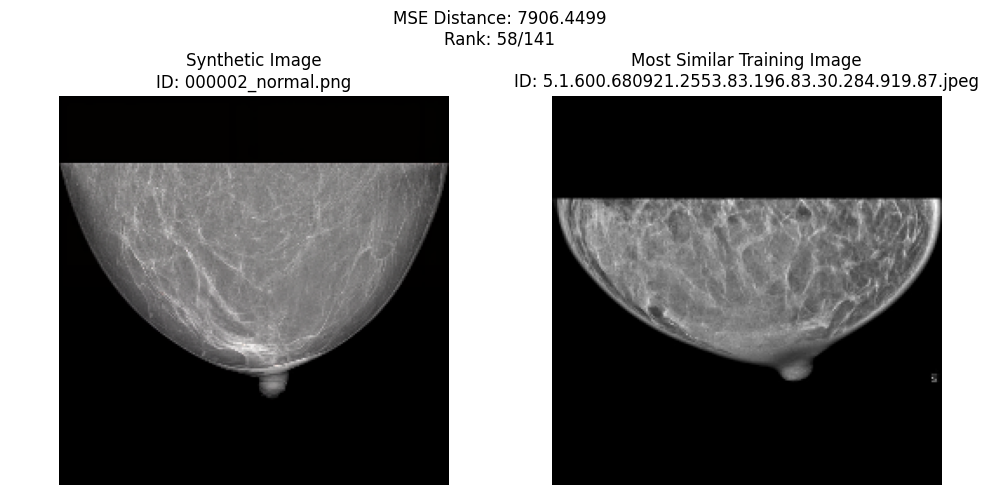 MSE Distance: 7906.4499
Rank: 58/141
Synthetic Image
ID: 000002_normal.png
Most Similar Training Image
ID: 5.1.600.680921.2553.83.196.83.30.284.919.87.jpeg